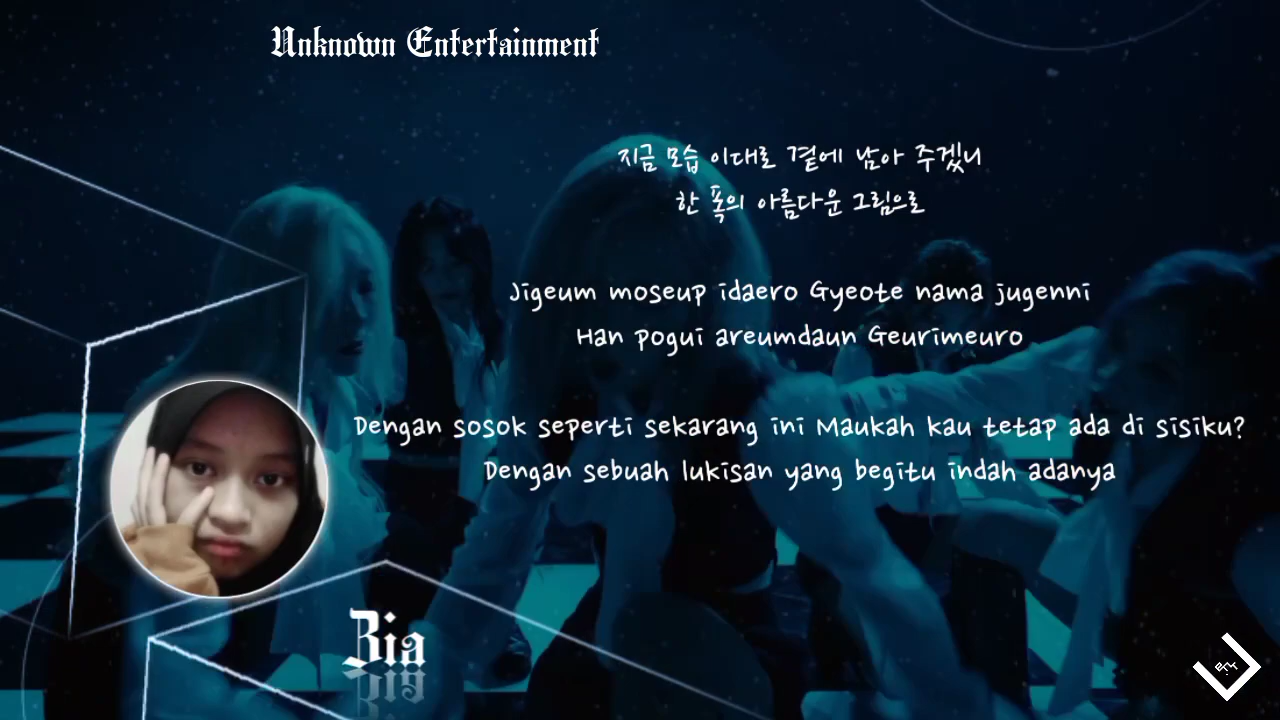 Unknown Entertainment
지금 모습 이대로 곁에 남아 주겠니
한 폭의 아름다운 그림으로
Jigeum moseup idaero Gyeote nama jugenni
Han pogui areumdaun Geurimeuro
Dengan sosok seperti sekarang ini Maukah kau tetap ada di sisiku?
Dengan sebuah lukisan yang begitu indah adanya
Zia